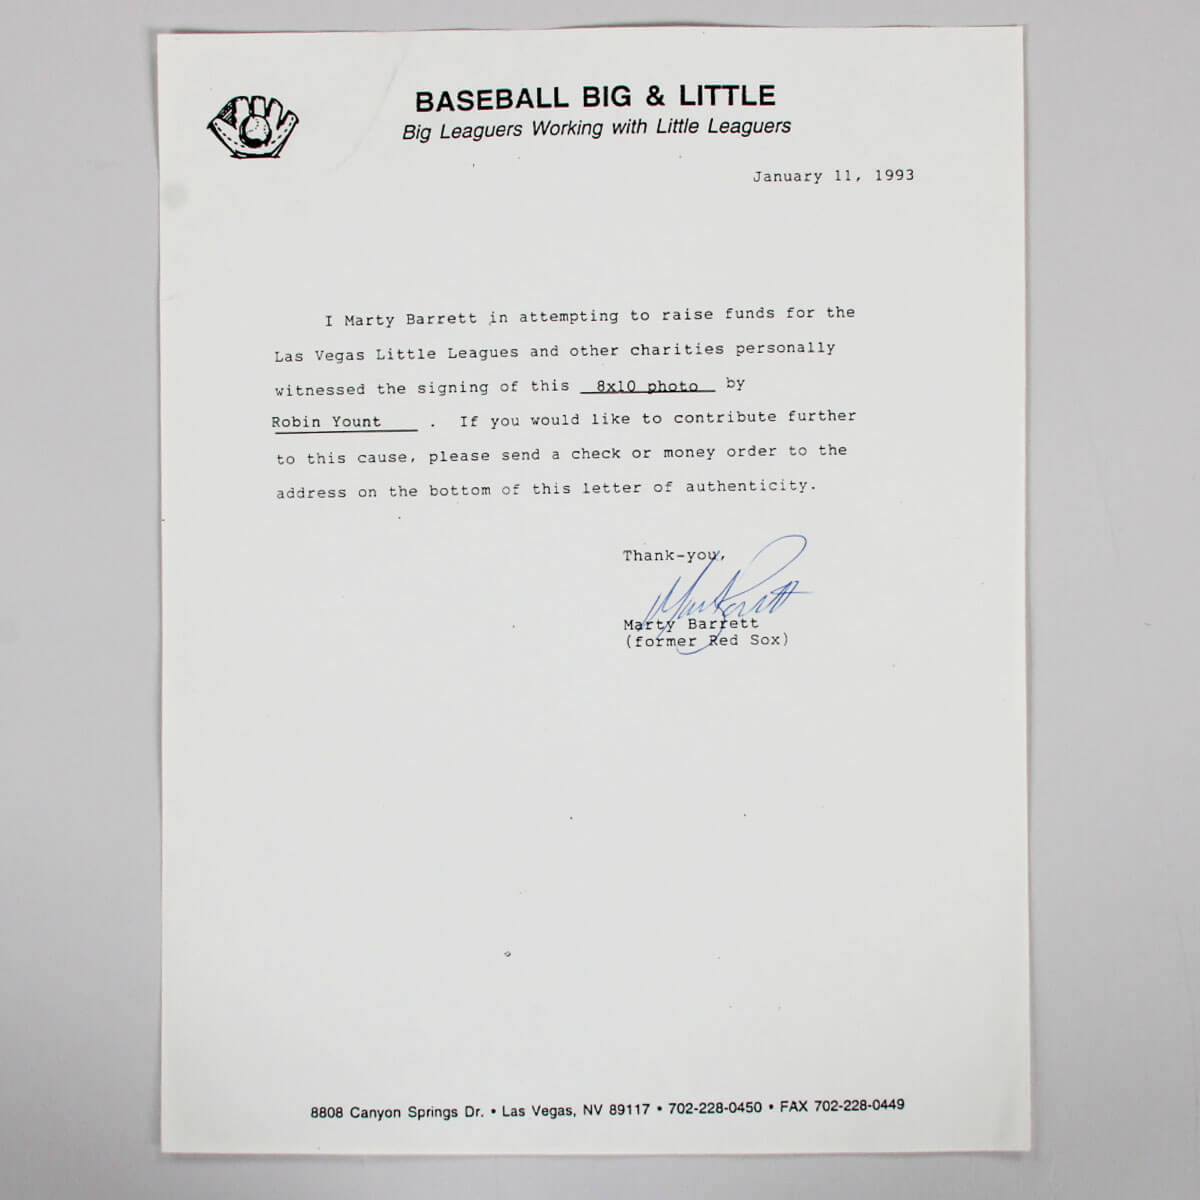 BASEBALL BIG & LITTLE
Big Leaguers Working with Little Leaguers
January 11, 1993
I Marty Barrett in attempting to raise funds for the
Las Vegas Little Leagues and other charities personally
witnessed the signing of this 8x10 photo by
Robin Yount . If you would like to contribute further
to this cause, please send a check or money order to the
address on the bottom of this letter of authenticity.
Thank-you,
Marty Barrett
Marty Barrett
(former Red Sox)
8808 Canyon Springs Dr. • Las Vegas, NV 89117 • 702-228-0450 • FAX 702-228-0449